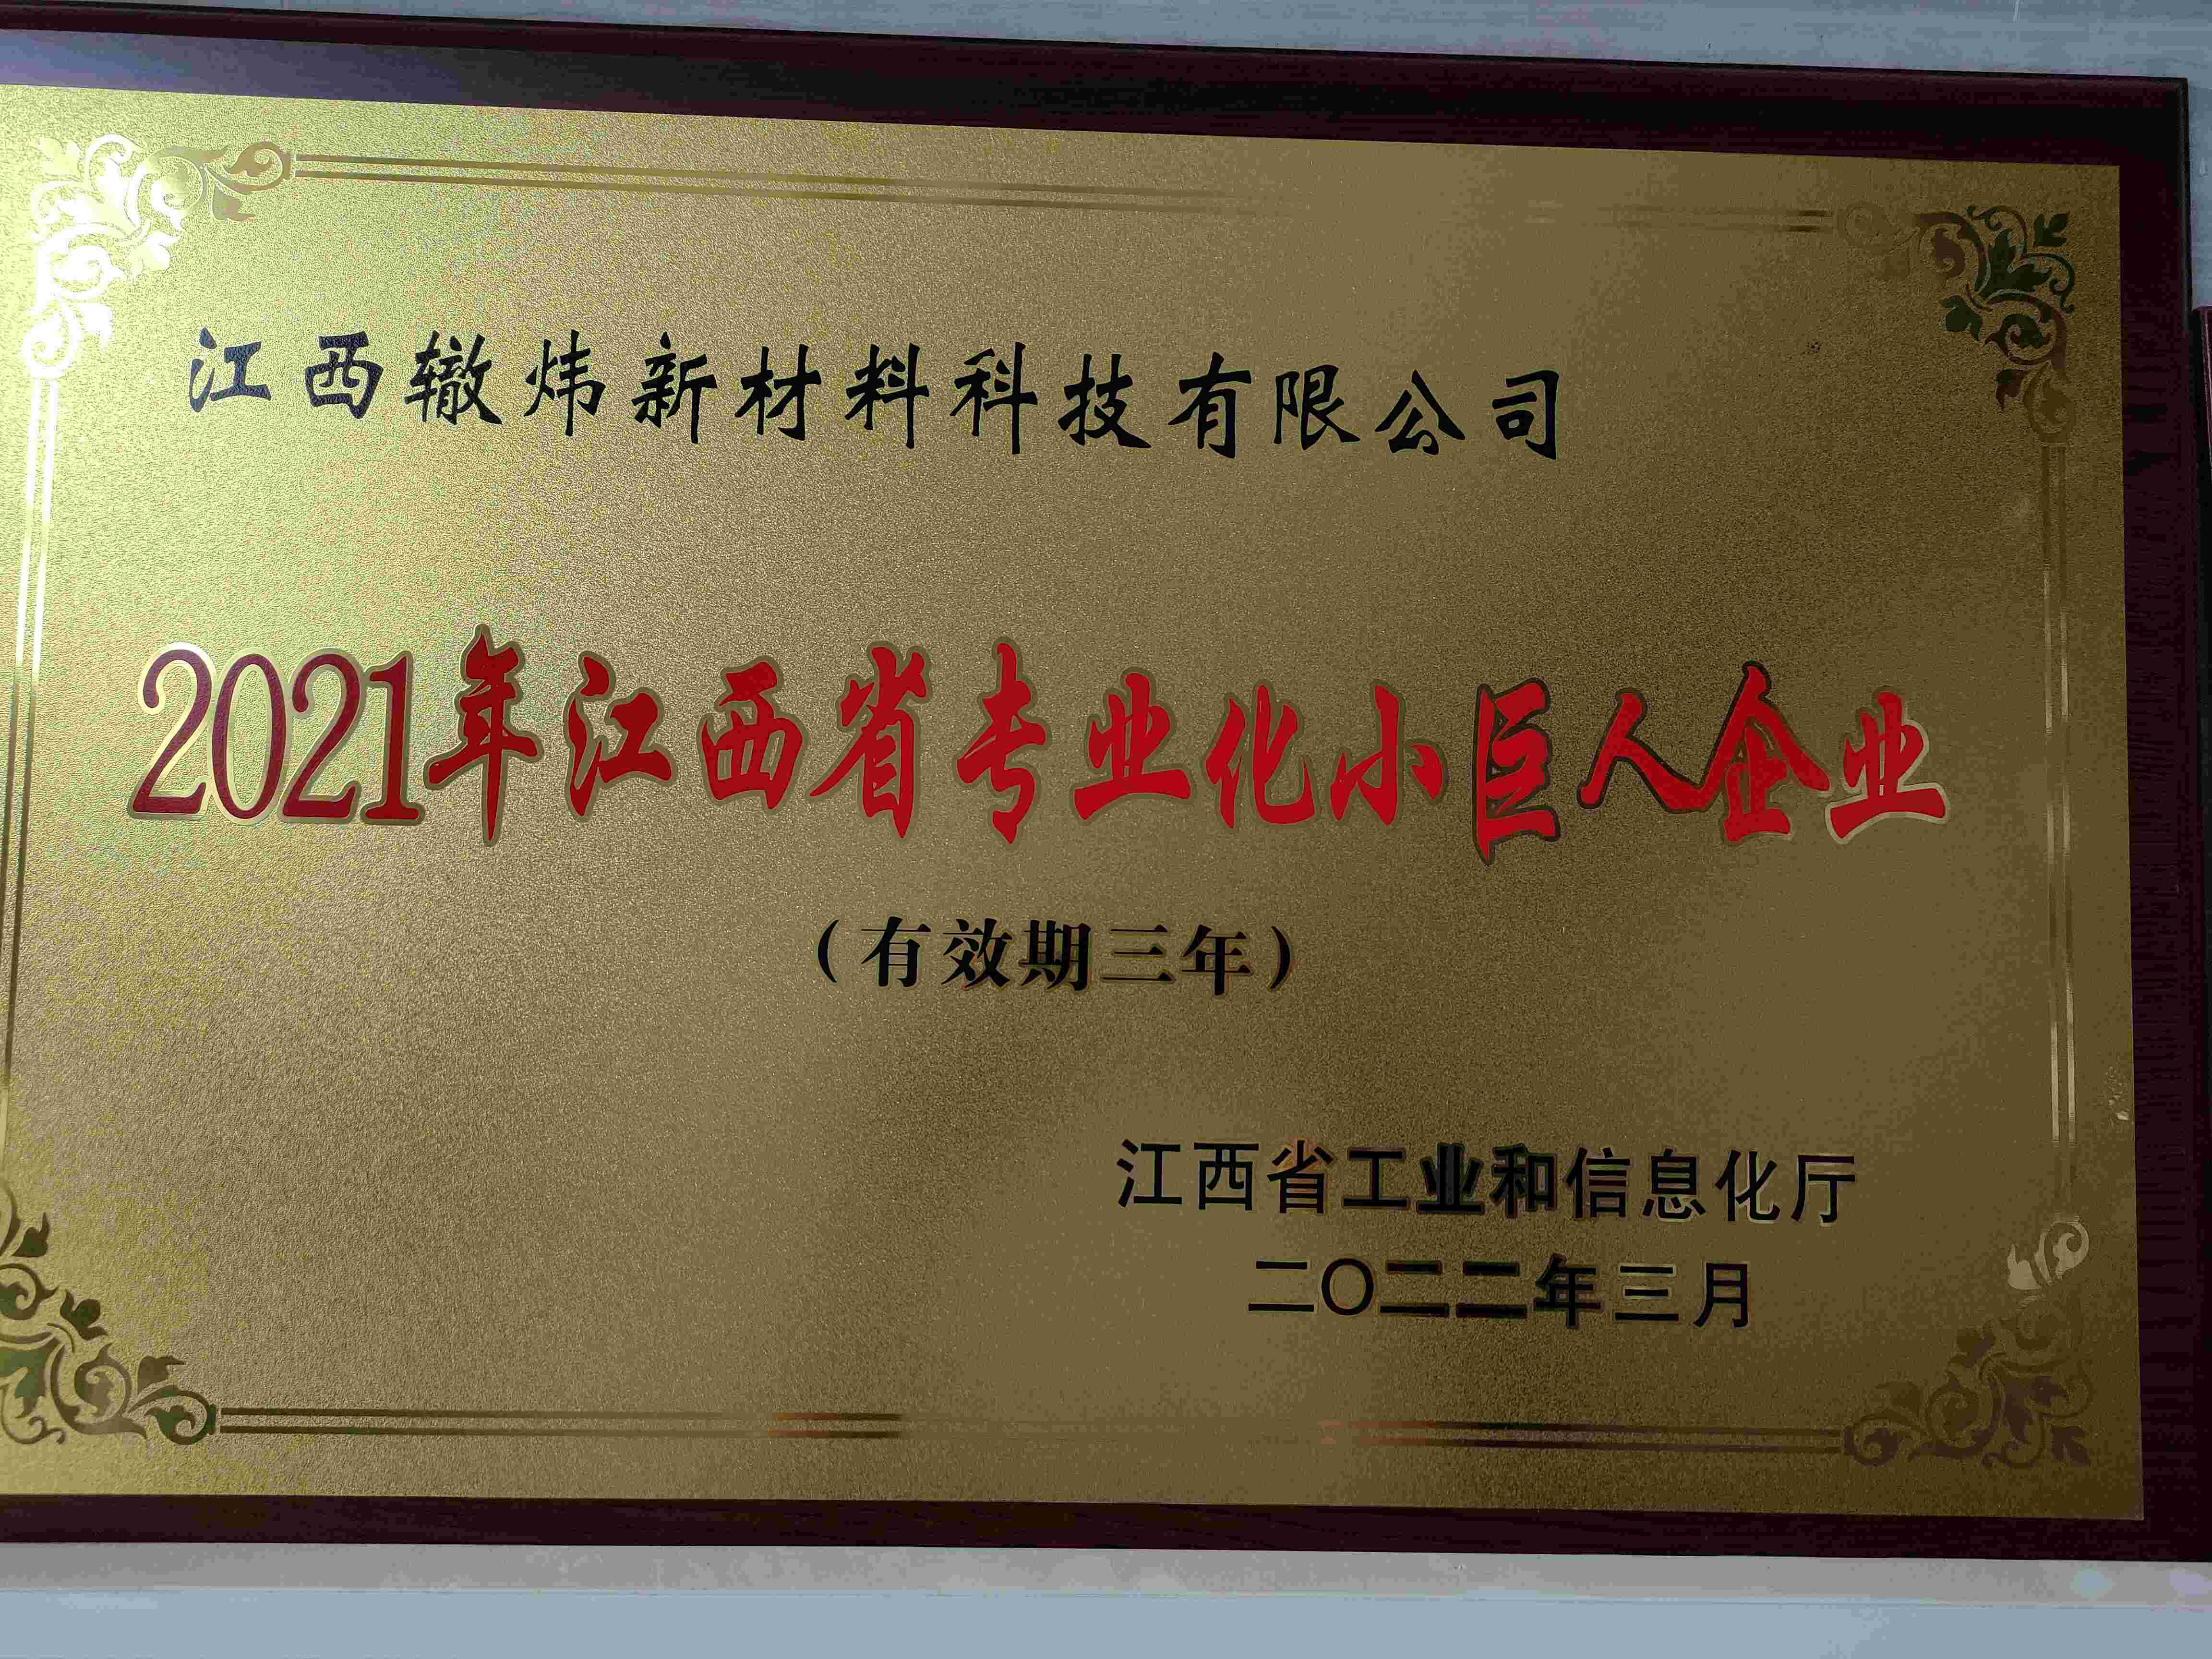 江西辙炜新材料科技有限公司
2021年江西省专业化小巨人企业
（有效期三年）
江西省工业和信息化厅
二〇二二年三月